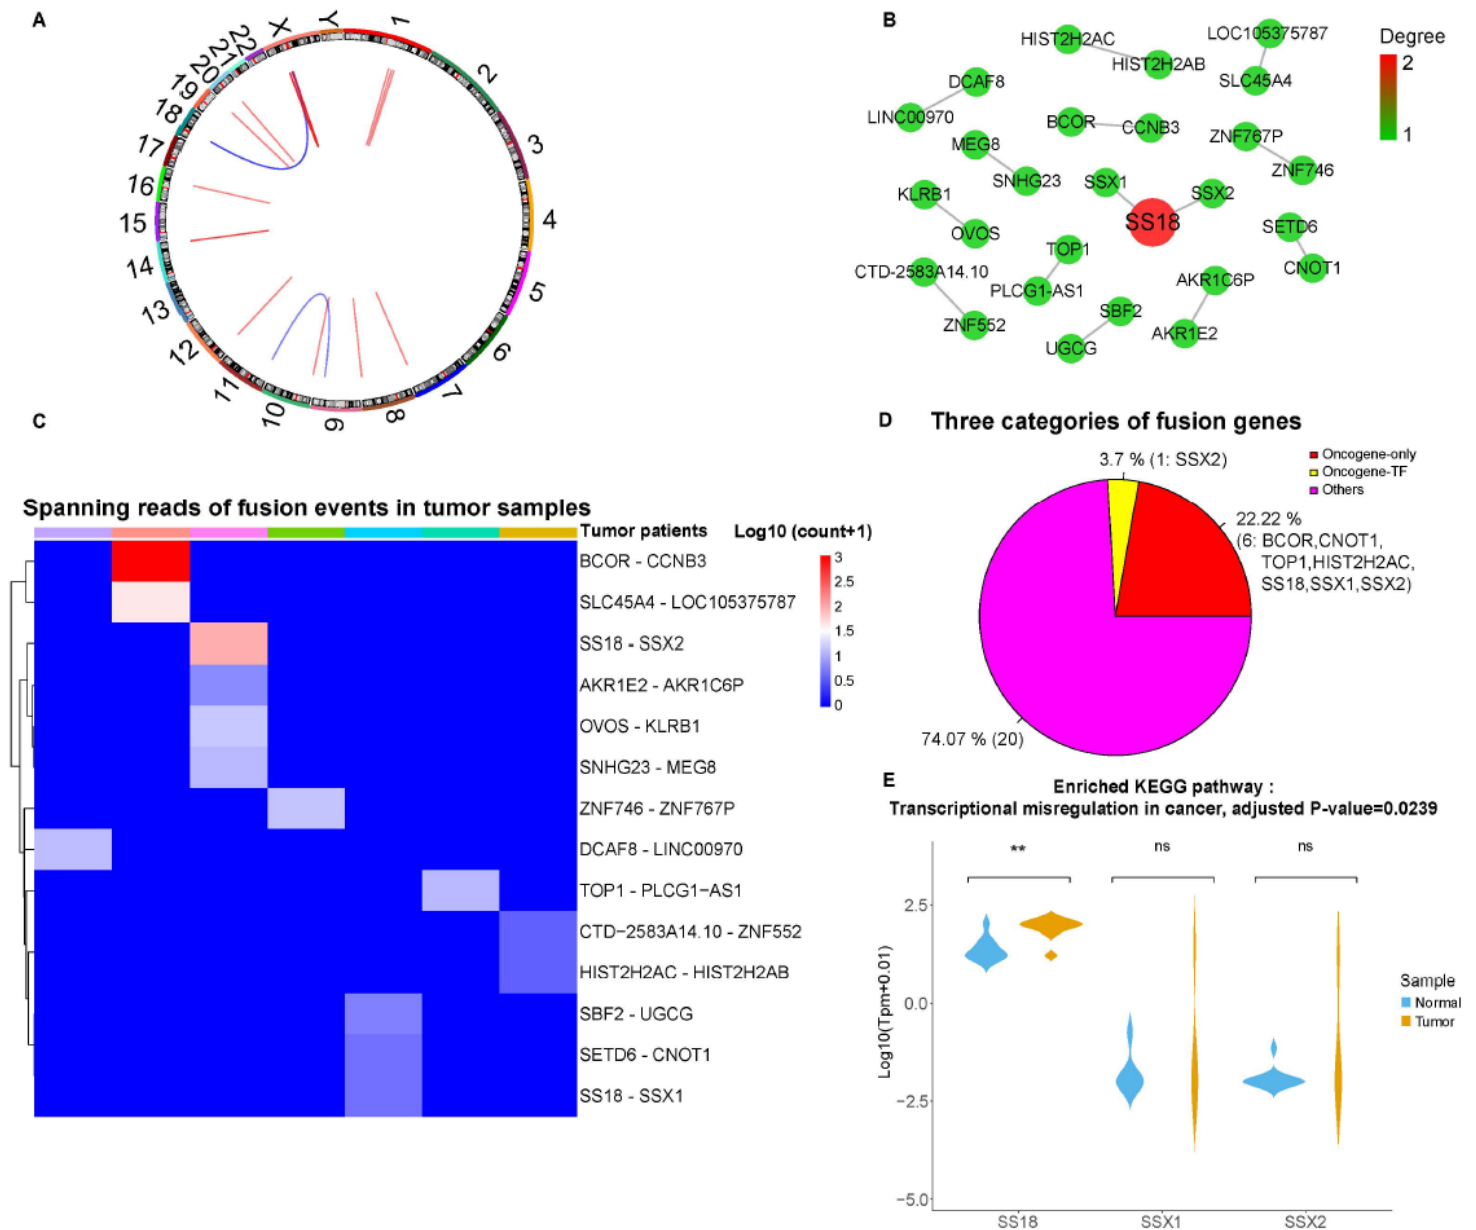 A
1
2
3
4
5
6
7
8
9
10
11
12
13
14
15
16
17
18
19
20
21
22
X
Y
B
HIST2H2AC
HIST2H2AB
LOC105375787
SLC45A4
DCAF8
LINC00970
BCOR
CCNB3
ZNF767P
ZNF746
MEG8
SNHG23
SSX1
SSX2
SS18
KLRB1
OVOS
SETD6
CNOT1
TOP1
PLCG1-AS1
CTD-2583A14.10
ZNF552
AKR1C6P
AKR1E2
SBF2
UGCG
Degree
2
1
C
Spanning reads of fusion events in tumor samples
Tumor patients
Log10 (count+1)
BCOR - CCNB3
SLC45A4 - LOC105375787
SS18 - SSX2
AKR1E2 - AKR1C6P
OVOS - KLRB1
SNHG23 - MEG8
ZNF746 - ZNF767P
DCAF8 - LINC00970
TOP1 - PLCG1-AS1
CTD-2583A14.10 - ZNF552
HIST2H2AC - HIST2H2AB
SBF2 - UGCG
SETD6 - CNOT1
SS18 - SSX1
3
2.5
2
1.5
1
0.5
0
D
Three categories of fusion genes
3.7 % (1: SSX2)
Oncogene-only
Oncogene-TF
Others
22.22 %
(6: BCOR,CNOT1,
TOP1,HIST2H2AC,
SS18,SSX1,SSX2)
74.07 % (20)
E
Enriched KEGG pathway :
Transcriptional misregulation in cancer, adjusted P-value=0.0239
**
ns
ns
Log10(Tpm+0.01)
2.5
0.0
-2.5
-5.0
SS18
SSX1
SSX2
Sample
Normal
Tumor